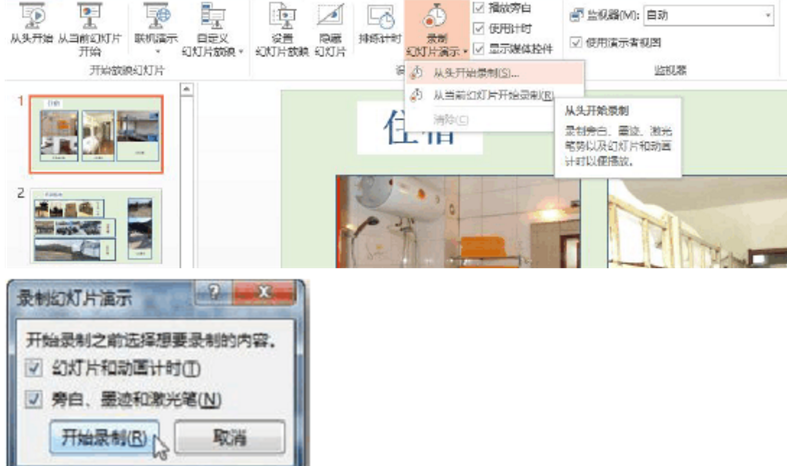 从头开始 从当前幻灯片开始 联机演示 自定义幻灯片放映 设置幻灯片放映 隐藏幻灯片 排练计时 录制幻灯片演示
播放旁白
使用计时
显示媒体控件
监视器(M): 自动
使用演示者视图
开始放映幻灯片
设
监视器
从头开始录制(S)...
从当前幻灯片开始录制(R)
清除(C)
从头开始录制
录制旁白、墨迹、激光
笔势以及幻灯片和动画
计时以便播放。
1
2
住宿
录制幻灯片演示
开始录制之前选择想要录制的内容。
幻灯片和动画计时(T)
旁白、墨迹和激光笔(N)
开始录制(R) 取消